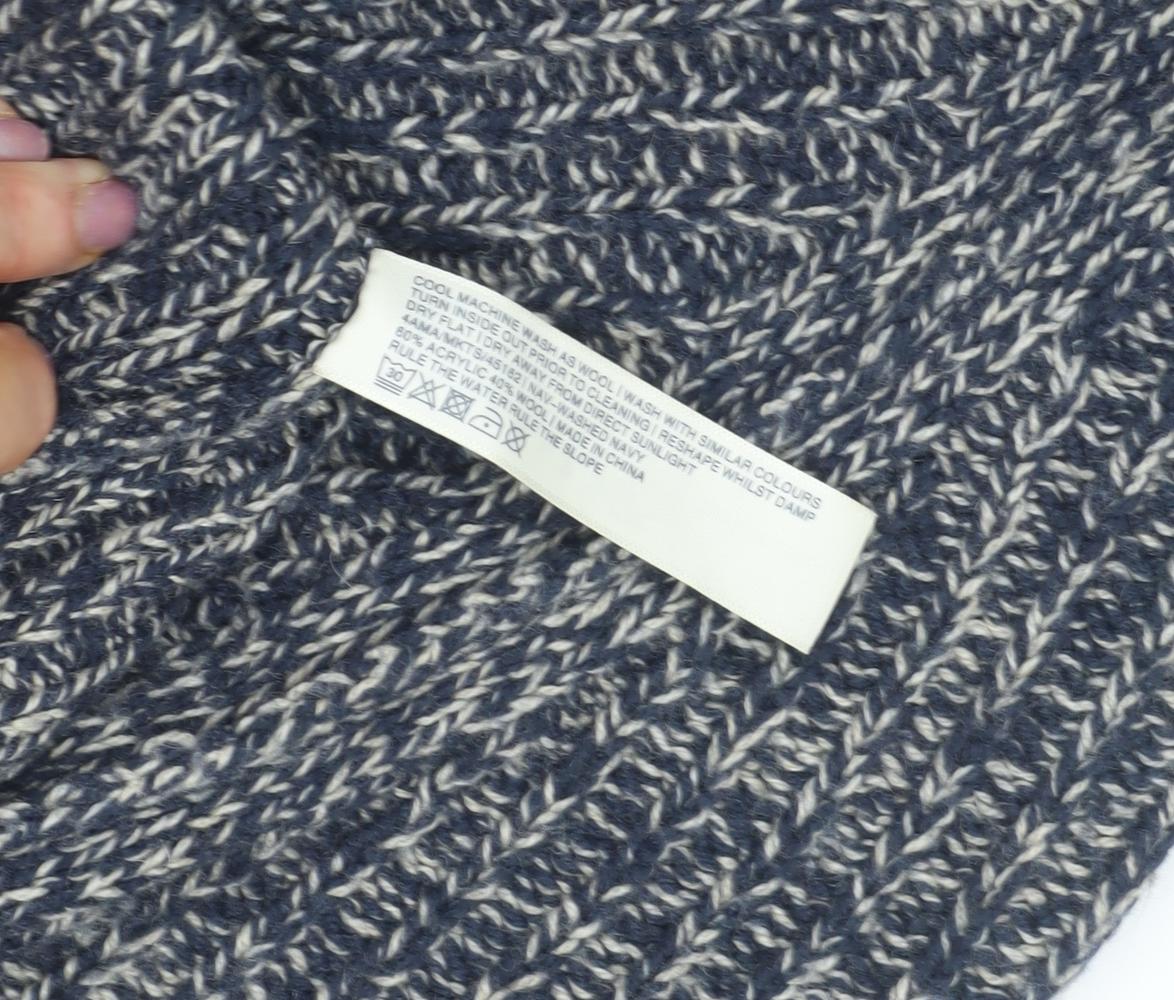 COOL MACHINE WASH AS WOOL | WASH WITH SIMILAR COLOURS
TURN INSIDE OUT PRIOR TO CLEANING | RESHAPE WHILST DAMP
DRY FLAT | DRY AWAY FROM DIRECT SUNLIGHT
4AMA/MKTS/45182 | NAV-WASHED NAVY
60% ACRYLIC 40% WOOL | MADE IN CHINA
RULE THE WATER RULE THE SLOPE
30